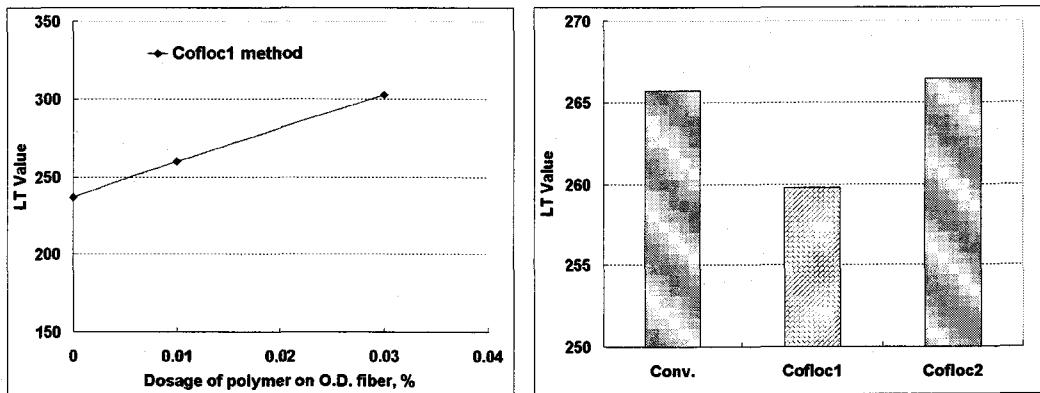 350
300
250
200
150
LT Value
Cofloc1 method
0
0.01
0.02
0.03
0.04
Dosage of polymer on O.D. fiber, %
270
265
260
255
250
LT Value
Conv.
Cofloc1
Cofloc2